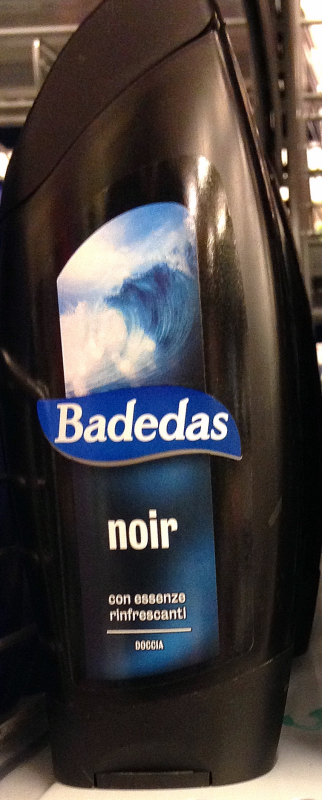 Badedas
noir
con essenze
rinfrescanti
DOCCIA